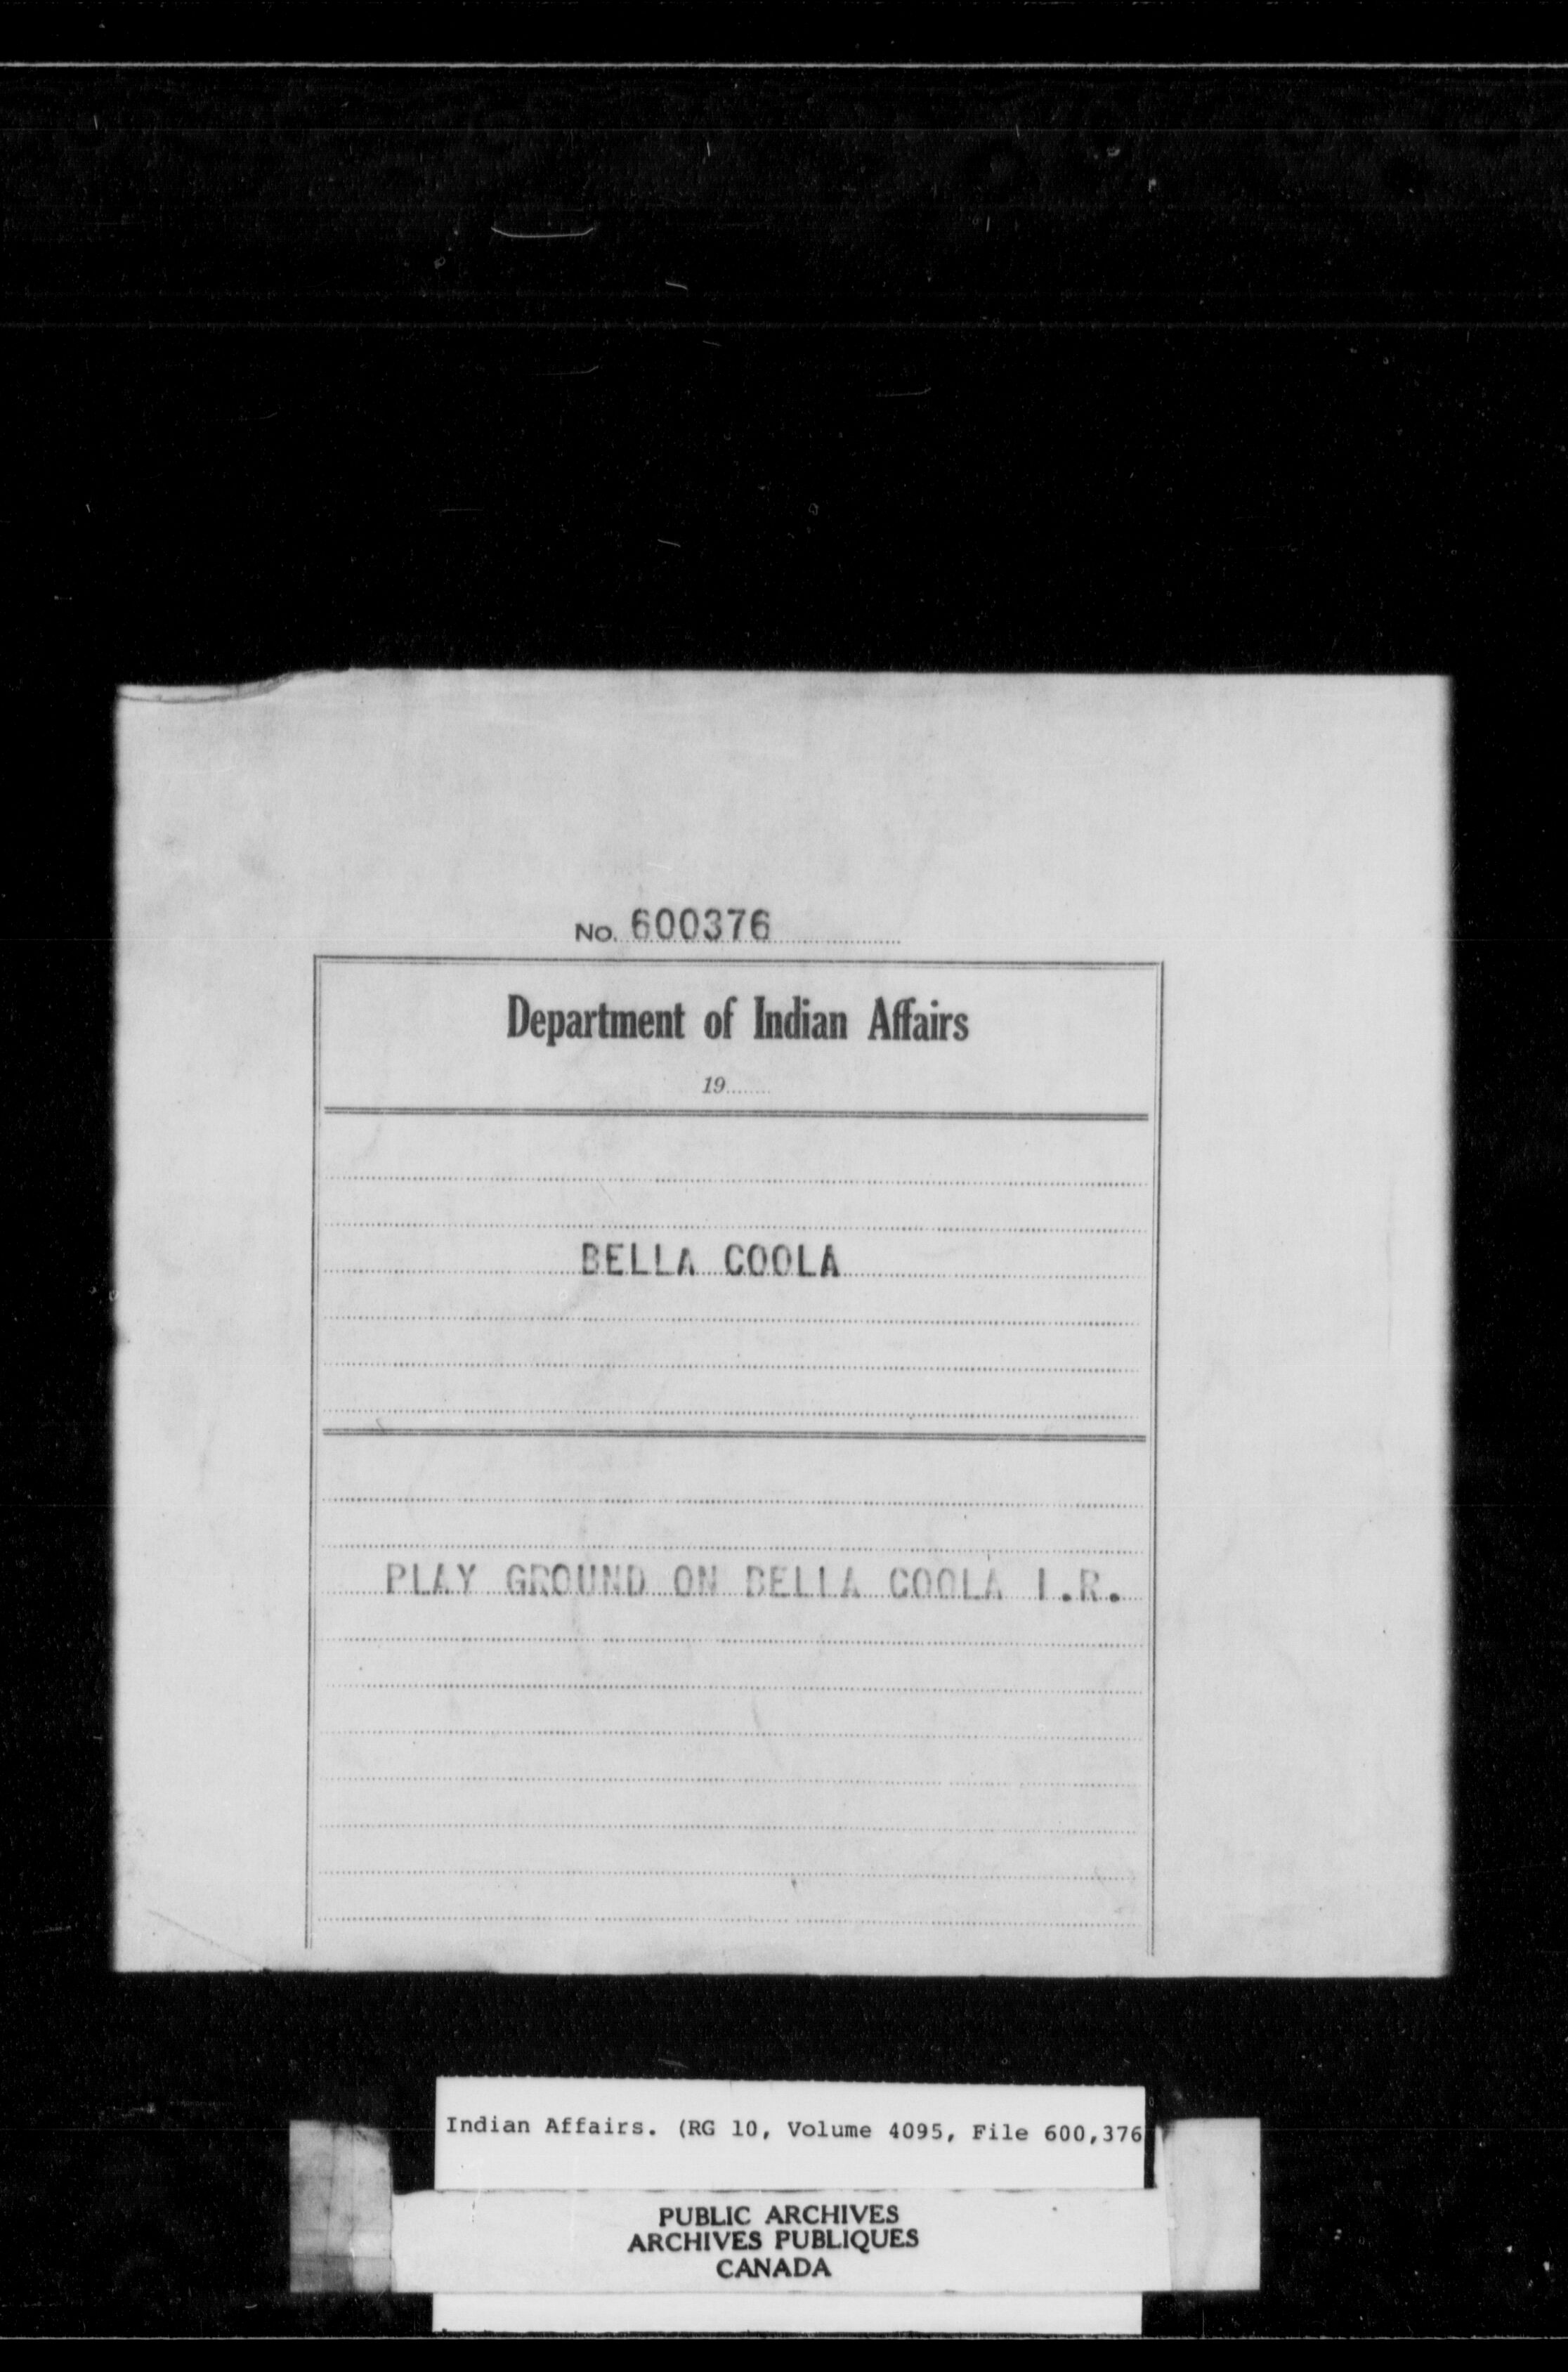 No. 600376
Department of Indian Affairs
19
BELLA COOLA
PLAY GROUND ON BELLA COOLA I.R.
Indian Affairs. (RG 10, Volume 4095, File 600,376
PUBLIC ARCHIVES
ARCHIVES PUBLIQUES
CANADA